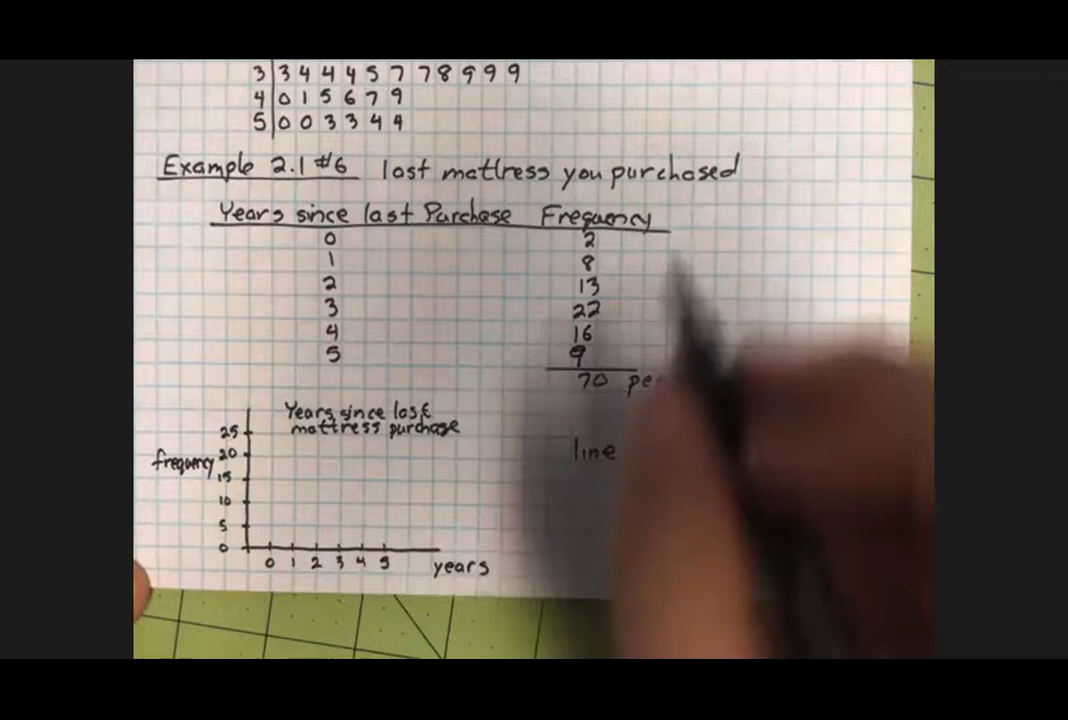 3 | 3 4 4 4 5 7 7 8 9 9 9
4 | 0 1 5 6 7 9
5 | 0 0 3 3 4 4
Example 2.1 #6 last mattress you purchased
Years since last Purchase Frequency
0 2
1 8
2 13
3 22
4 16
5 9
70
Years since last
mattress purchase
25
frequency 20
15
10
5
0
0 1 2 3 4 5 years
line